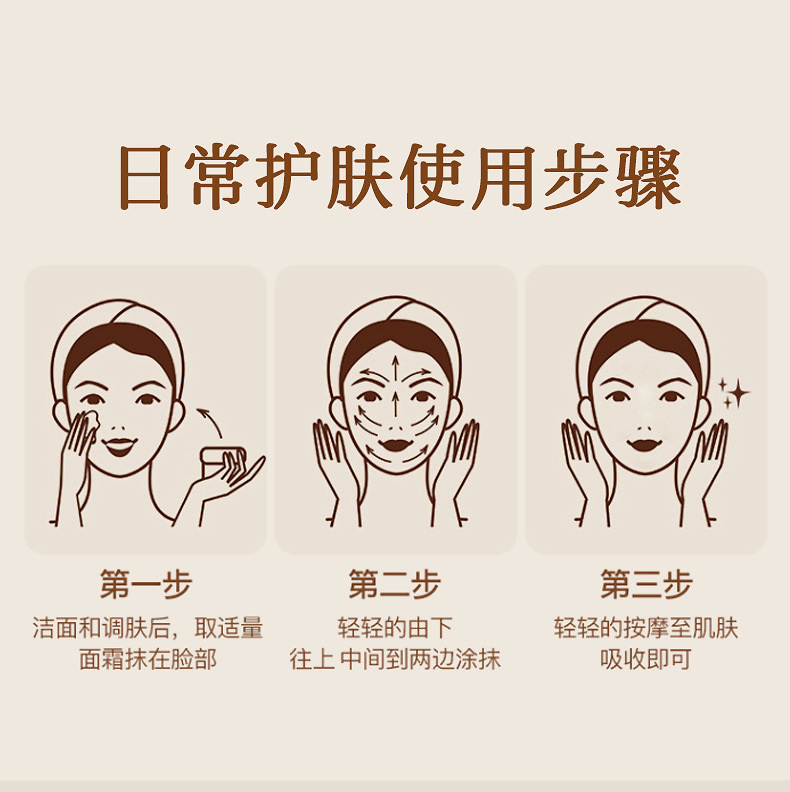 日常护肤使用步骤
第一步
洁面和调肤后，取适量
面霜抹在脸部
第二步
轻轻的由下
往上 中间到两边涂抹
第三步
轻轻的按摩至肌肤
吸收即可